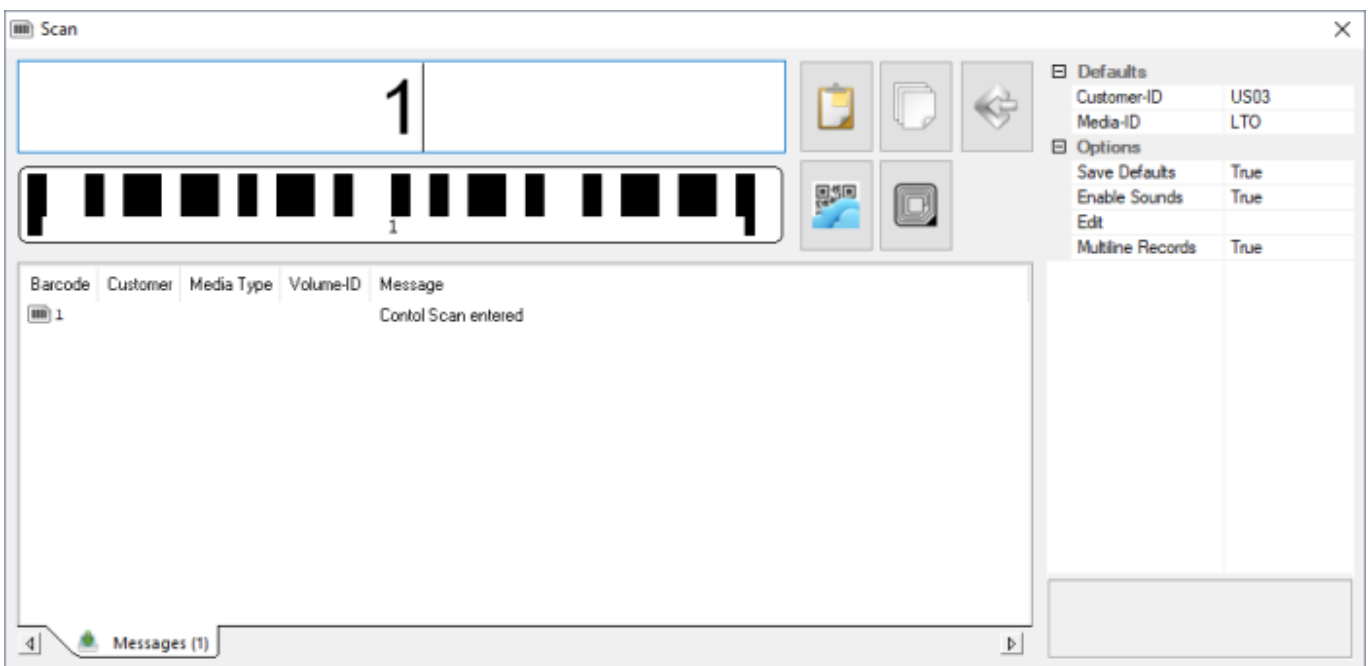 Scan
1
1
Defaults
Customer-ID US03
Media-ID LTO
Options
Save Defaults True
Enable Sounds True
Edit
Multiline Records True
Barcode Customer Media Type Volume-ID Message
1 Contol Scan entered
Messages (1)